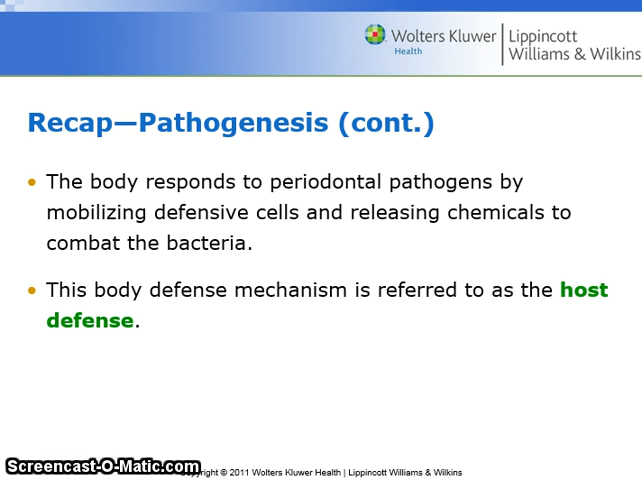 Wolters Kluwer
Health
Lippincott
Williams & Wilkins
Recap—Pathogenesis (cont.)
• The body responds to periodontal pathogens by
mobilizing defensive cells and releasing chemicals to
combat the bacteria.
• This body defense mechanism is referred to as the host
defense.
Screencast-O-Matic.com
pyright © 2011 Wolters Kluwer Health | Lippincott Williams & Wilkins